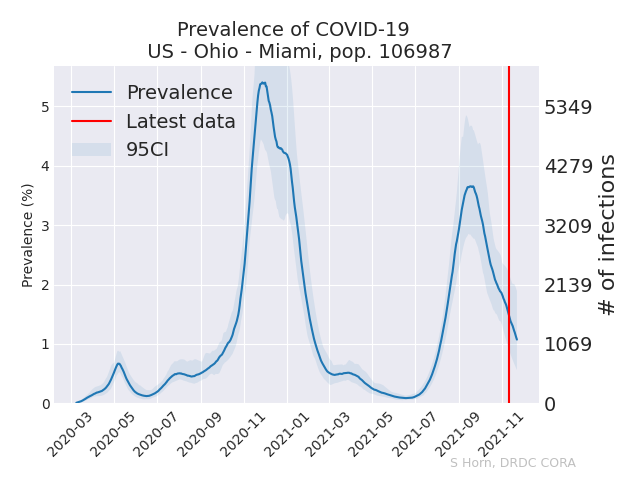 Prevalence of COVID-19
US - Ohio - Miami, pop. 106987
Prevalence
Latest data
95CI
Prevalence (%)
5
4
3
2
1
0
5349
4279
3209
2139
1069
0
# of infections
2020-03
2020-05
2020-07
2020-09
2020-11
2021-01
2021-03
2021-05
2021-07
2021-09
2021-11
S Horn, DRDC CORA